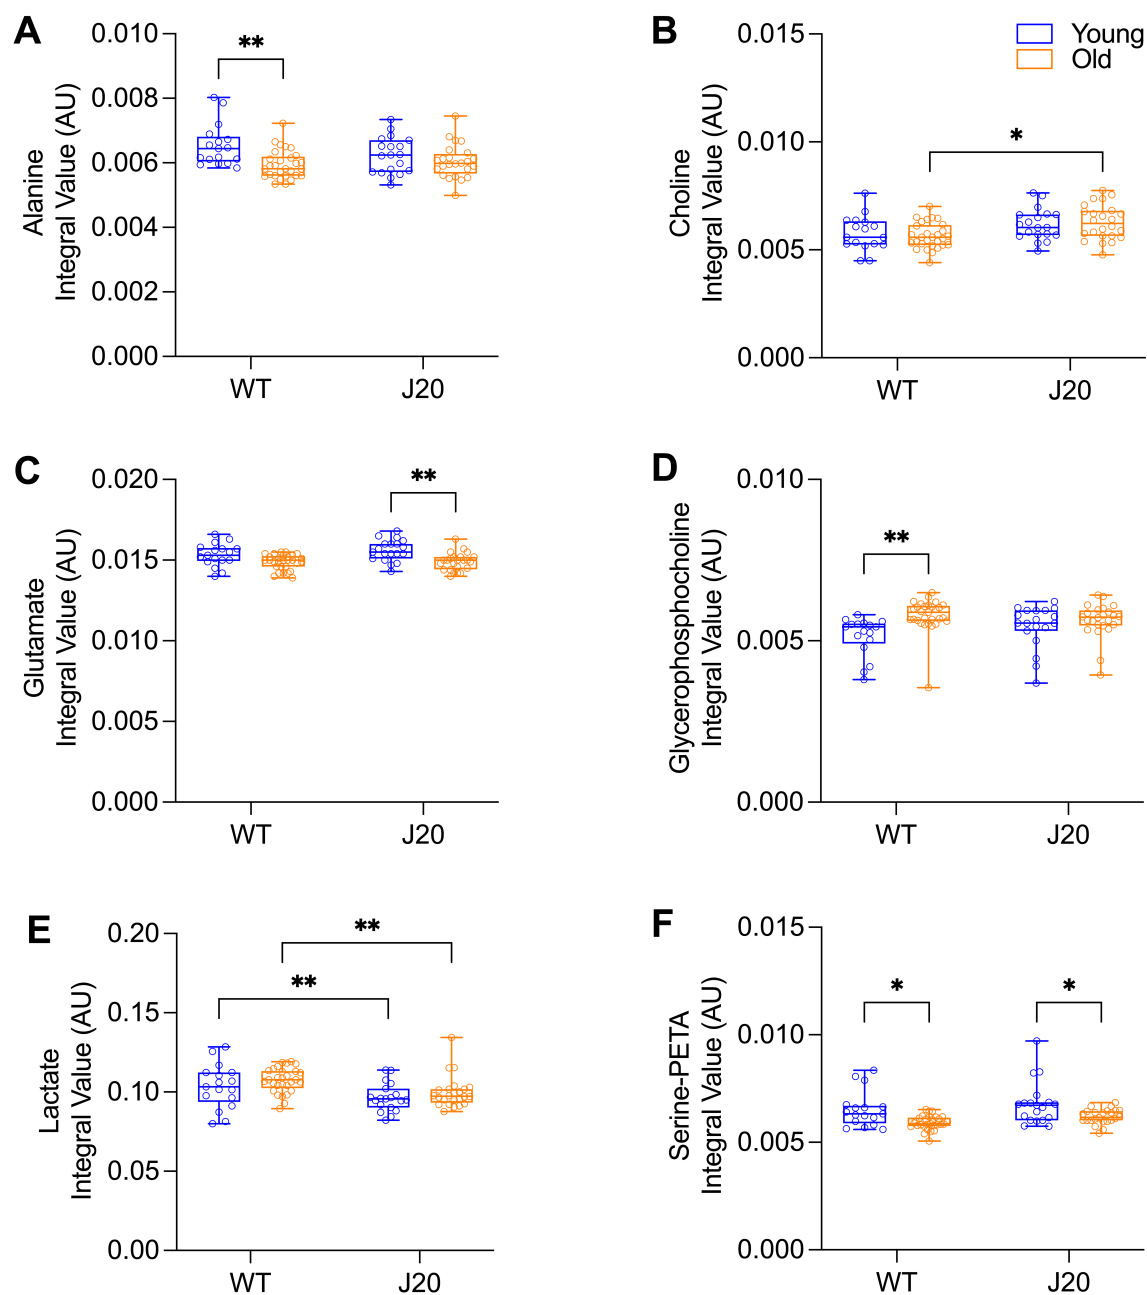 A
Alanine
Integral Value (AU)
0.010
0.008
0.006
0.004
0.002
0.000
**
WT
J20
B
Choline
Integral Value (AU)
0.015
0.010
0.005
0.000
Young
Old
*
WT
J20
C
Glutamate
Integral Value (AU)
0.020
0.015
0.010
0.005
0.000
**
WT
J20
D
Glycerophosphocholine
Integral Value (AU)
0.010
0.005
0.000
**
WT
J20
E
Lactate
Integral Value (AU)
0.20
0.15
0.10
0.05
0.00
**
**
WT
J20
F
Serine-PETA
Integral Value (AU)
0.015
0.010
0.005
0.000
*
*
WT
J20